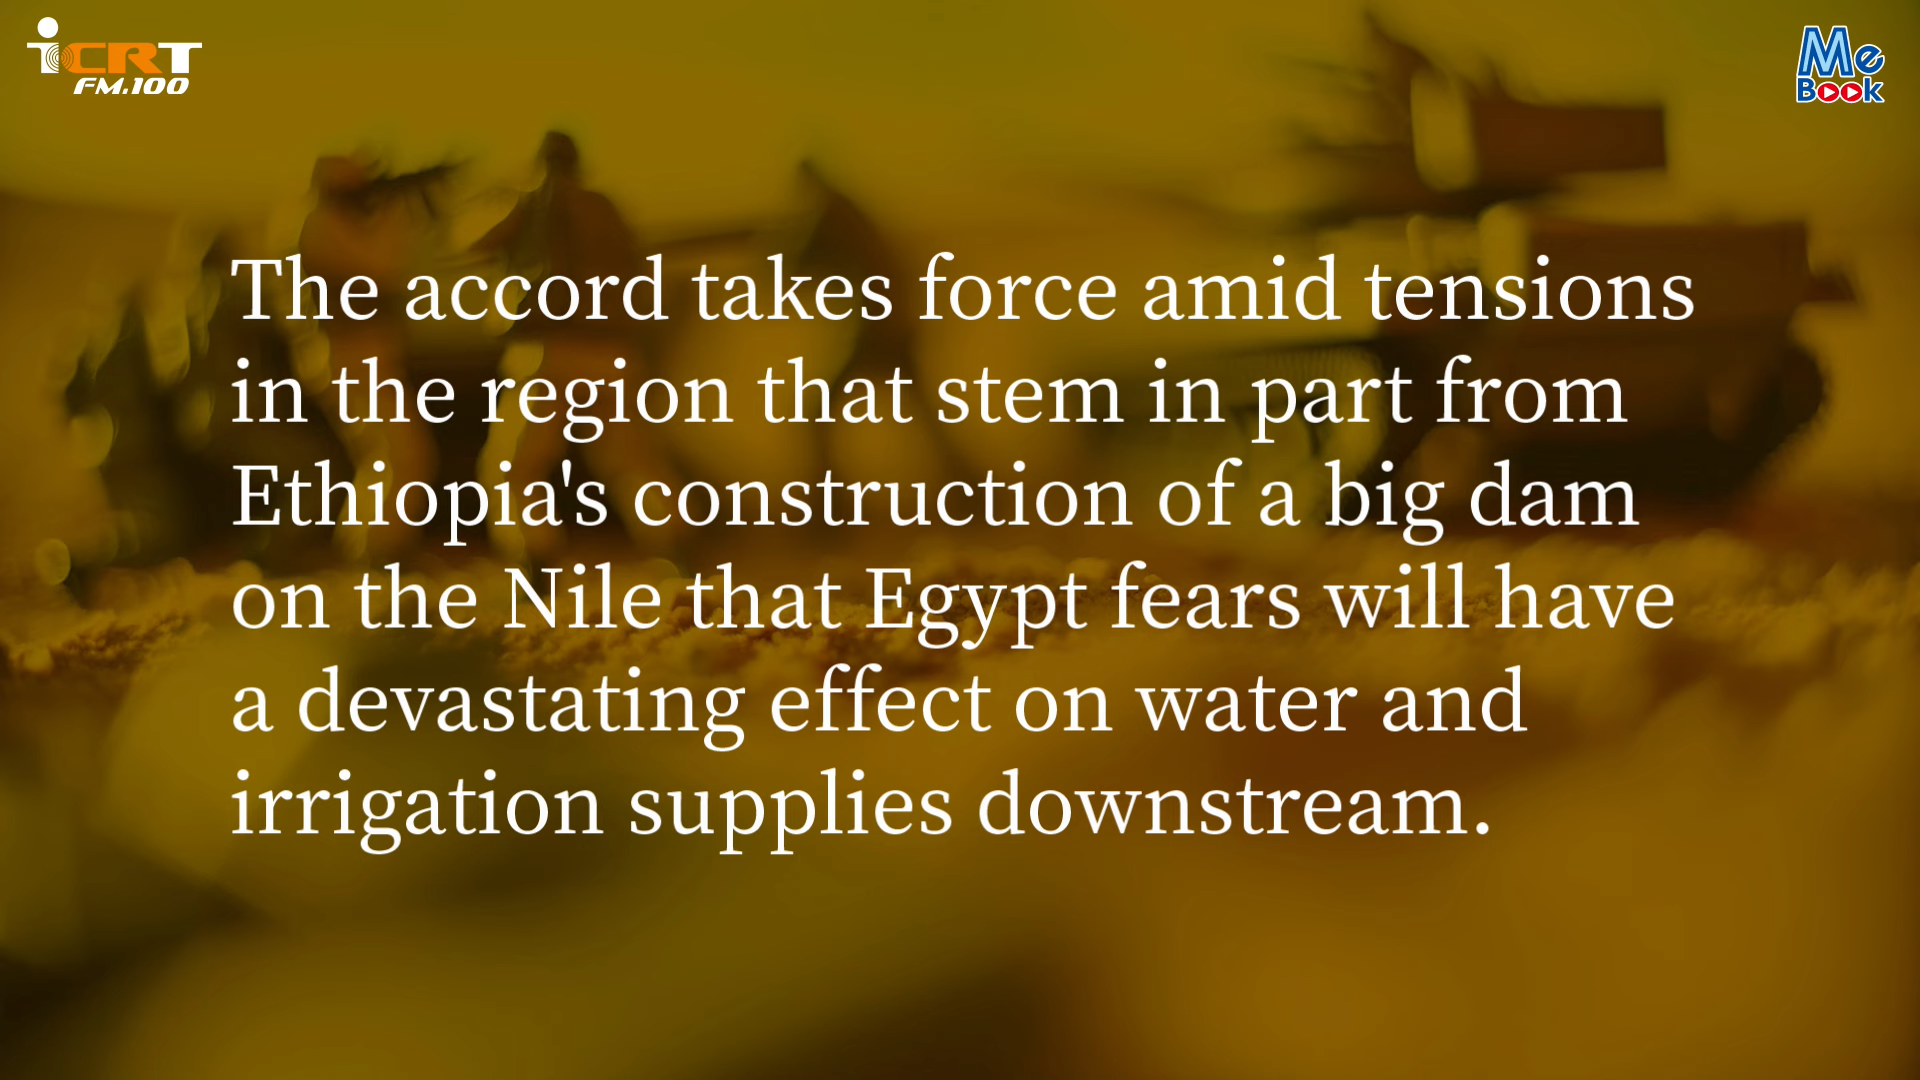 iCRT
FM.100
Me
Book
The accord takes force amid tensions
in the region that stem in part from
Ethiopia's construction of a big dam
on the Nile that Egypt fears will have
a devastating effect on water and
irrigation supplies downstream.